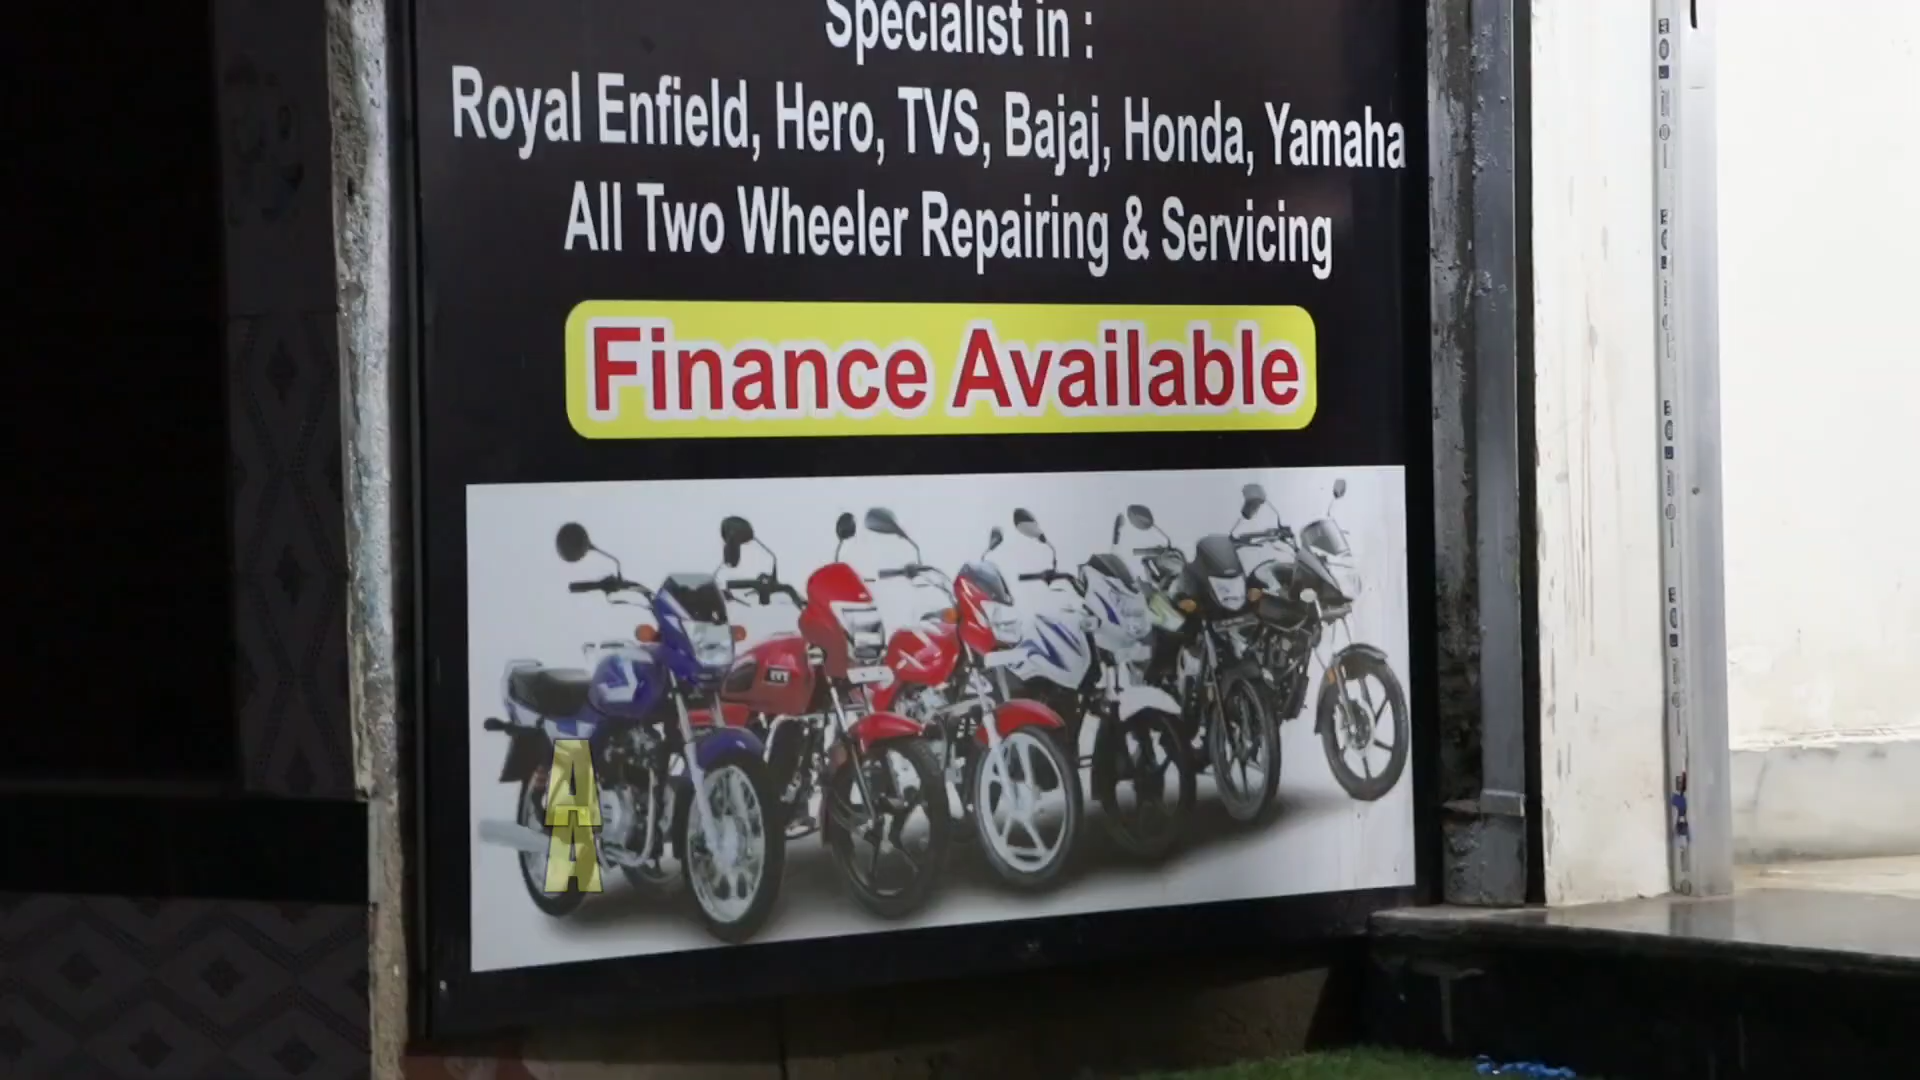 Specialist in :
Royal Enfield, Hero, TVS, Bajaj, Honda, Yamaha
All Two Wheeler Repairing & Servicing
Finance Available
A
A